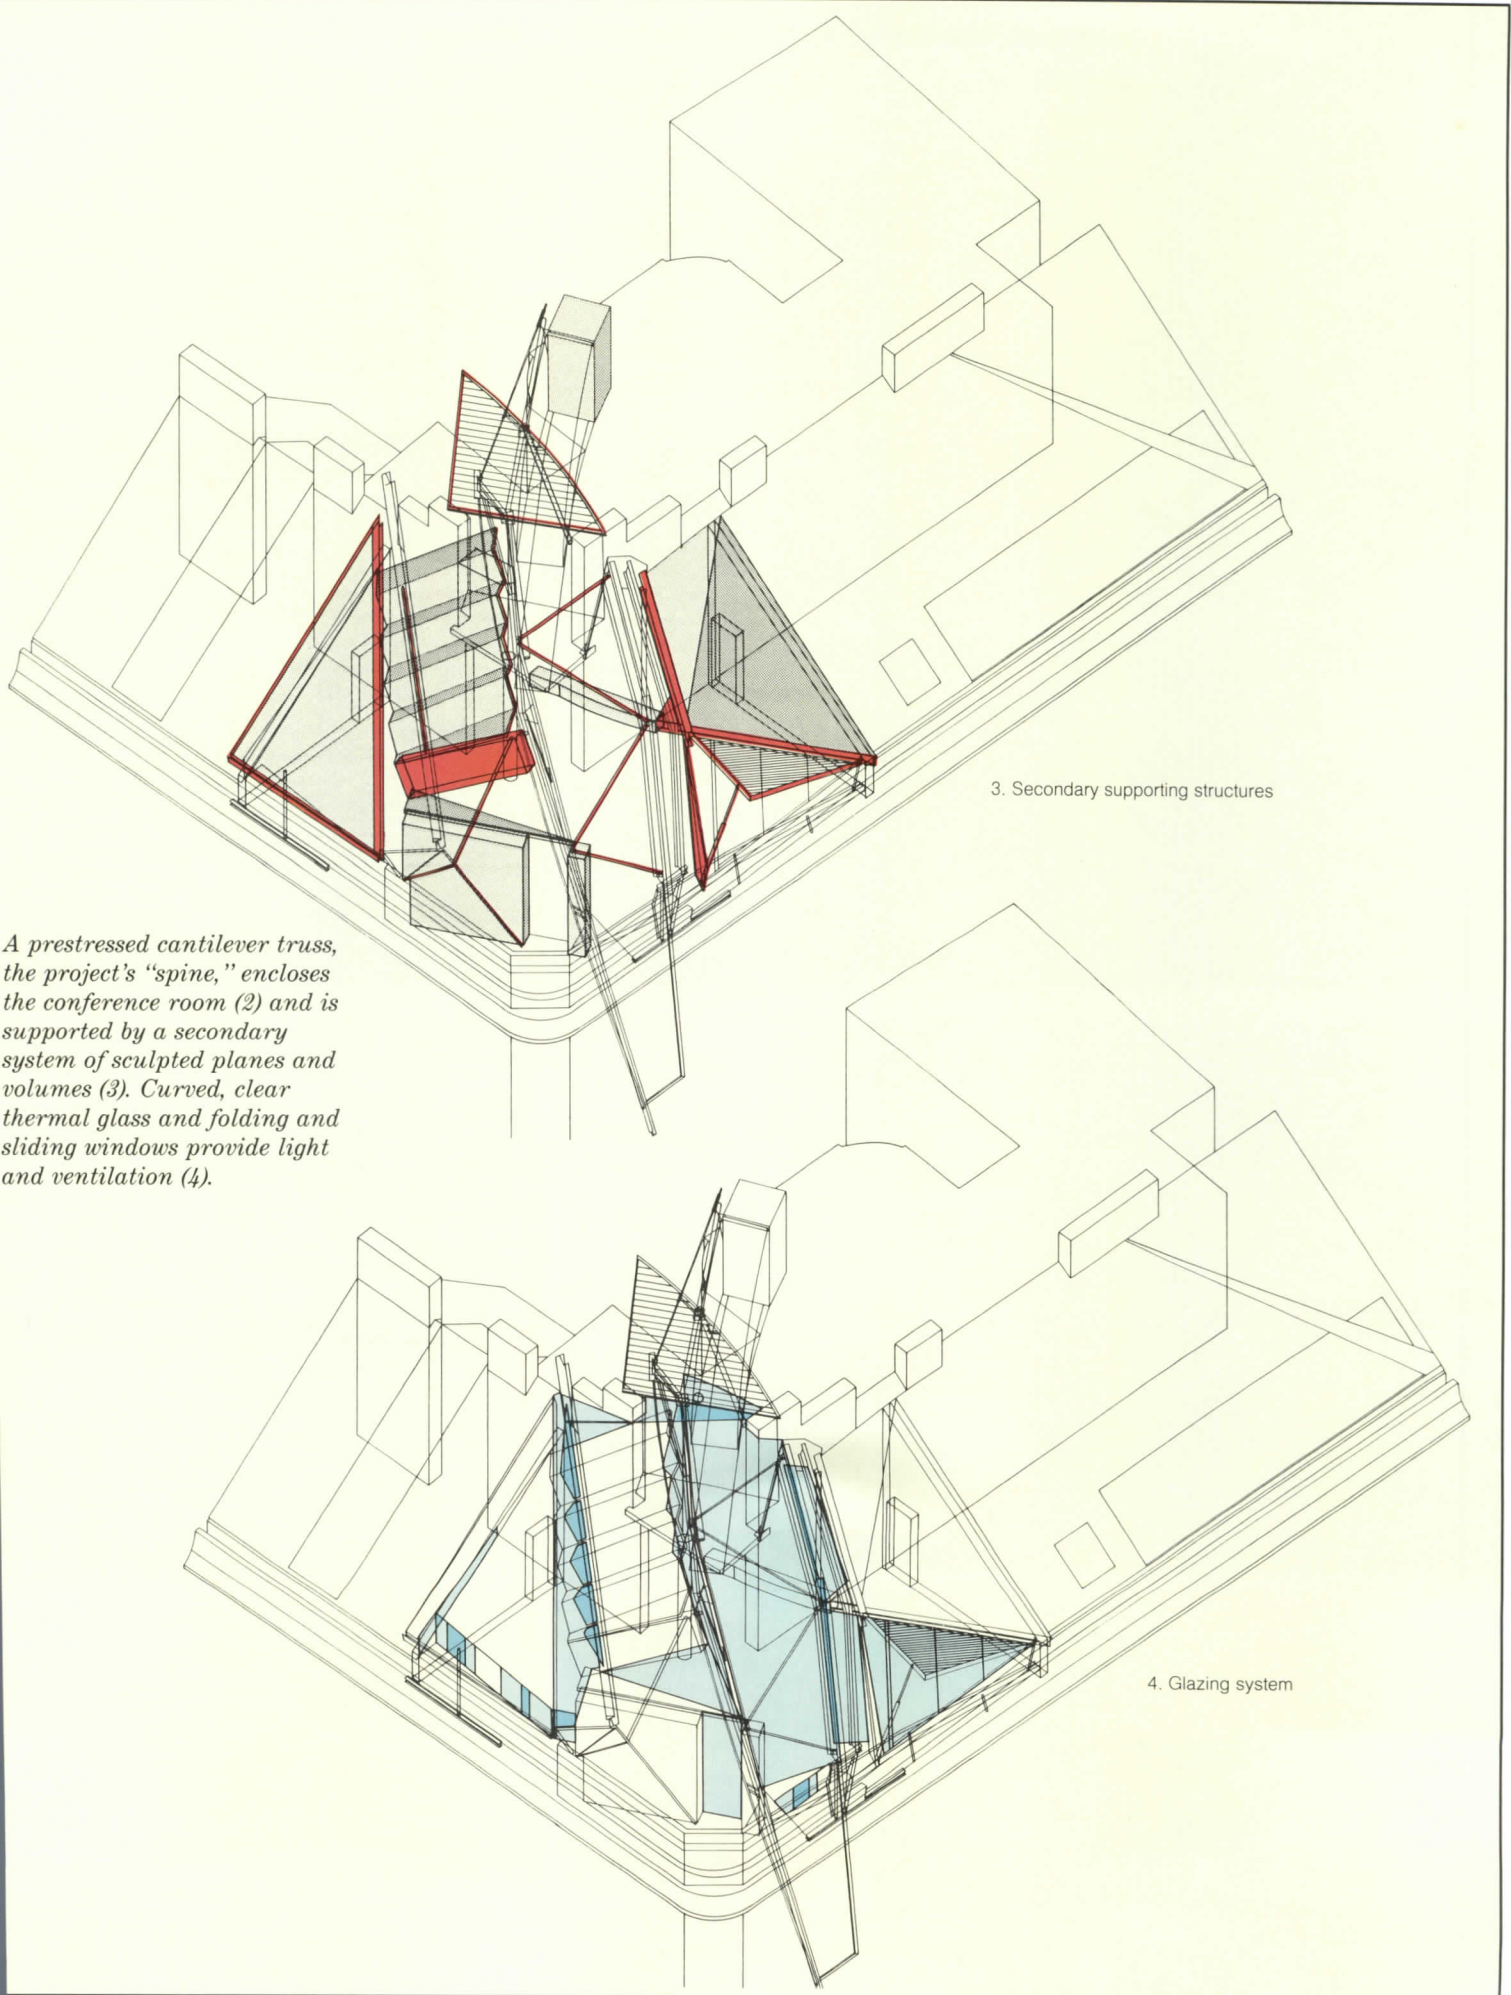 3. Secondary supporting structures
A prestressed cantilever truss,
the project's “spine,” encloses
the conference room (2) and is
supported by a secondary
system of sculpted planes and
volumes (3). Curved, clear
thermal glass and folding and
sliding windows provide light
and ventilation (4).
4. Glazing system